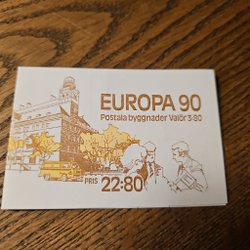 EUROPA 90
Postala byggnader Valör 3·80
PRIS 22:80